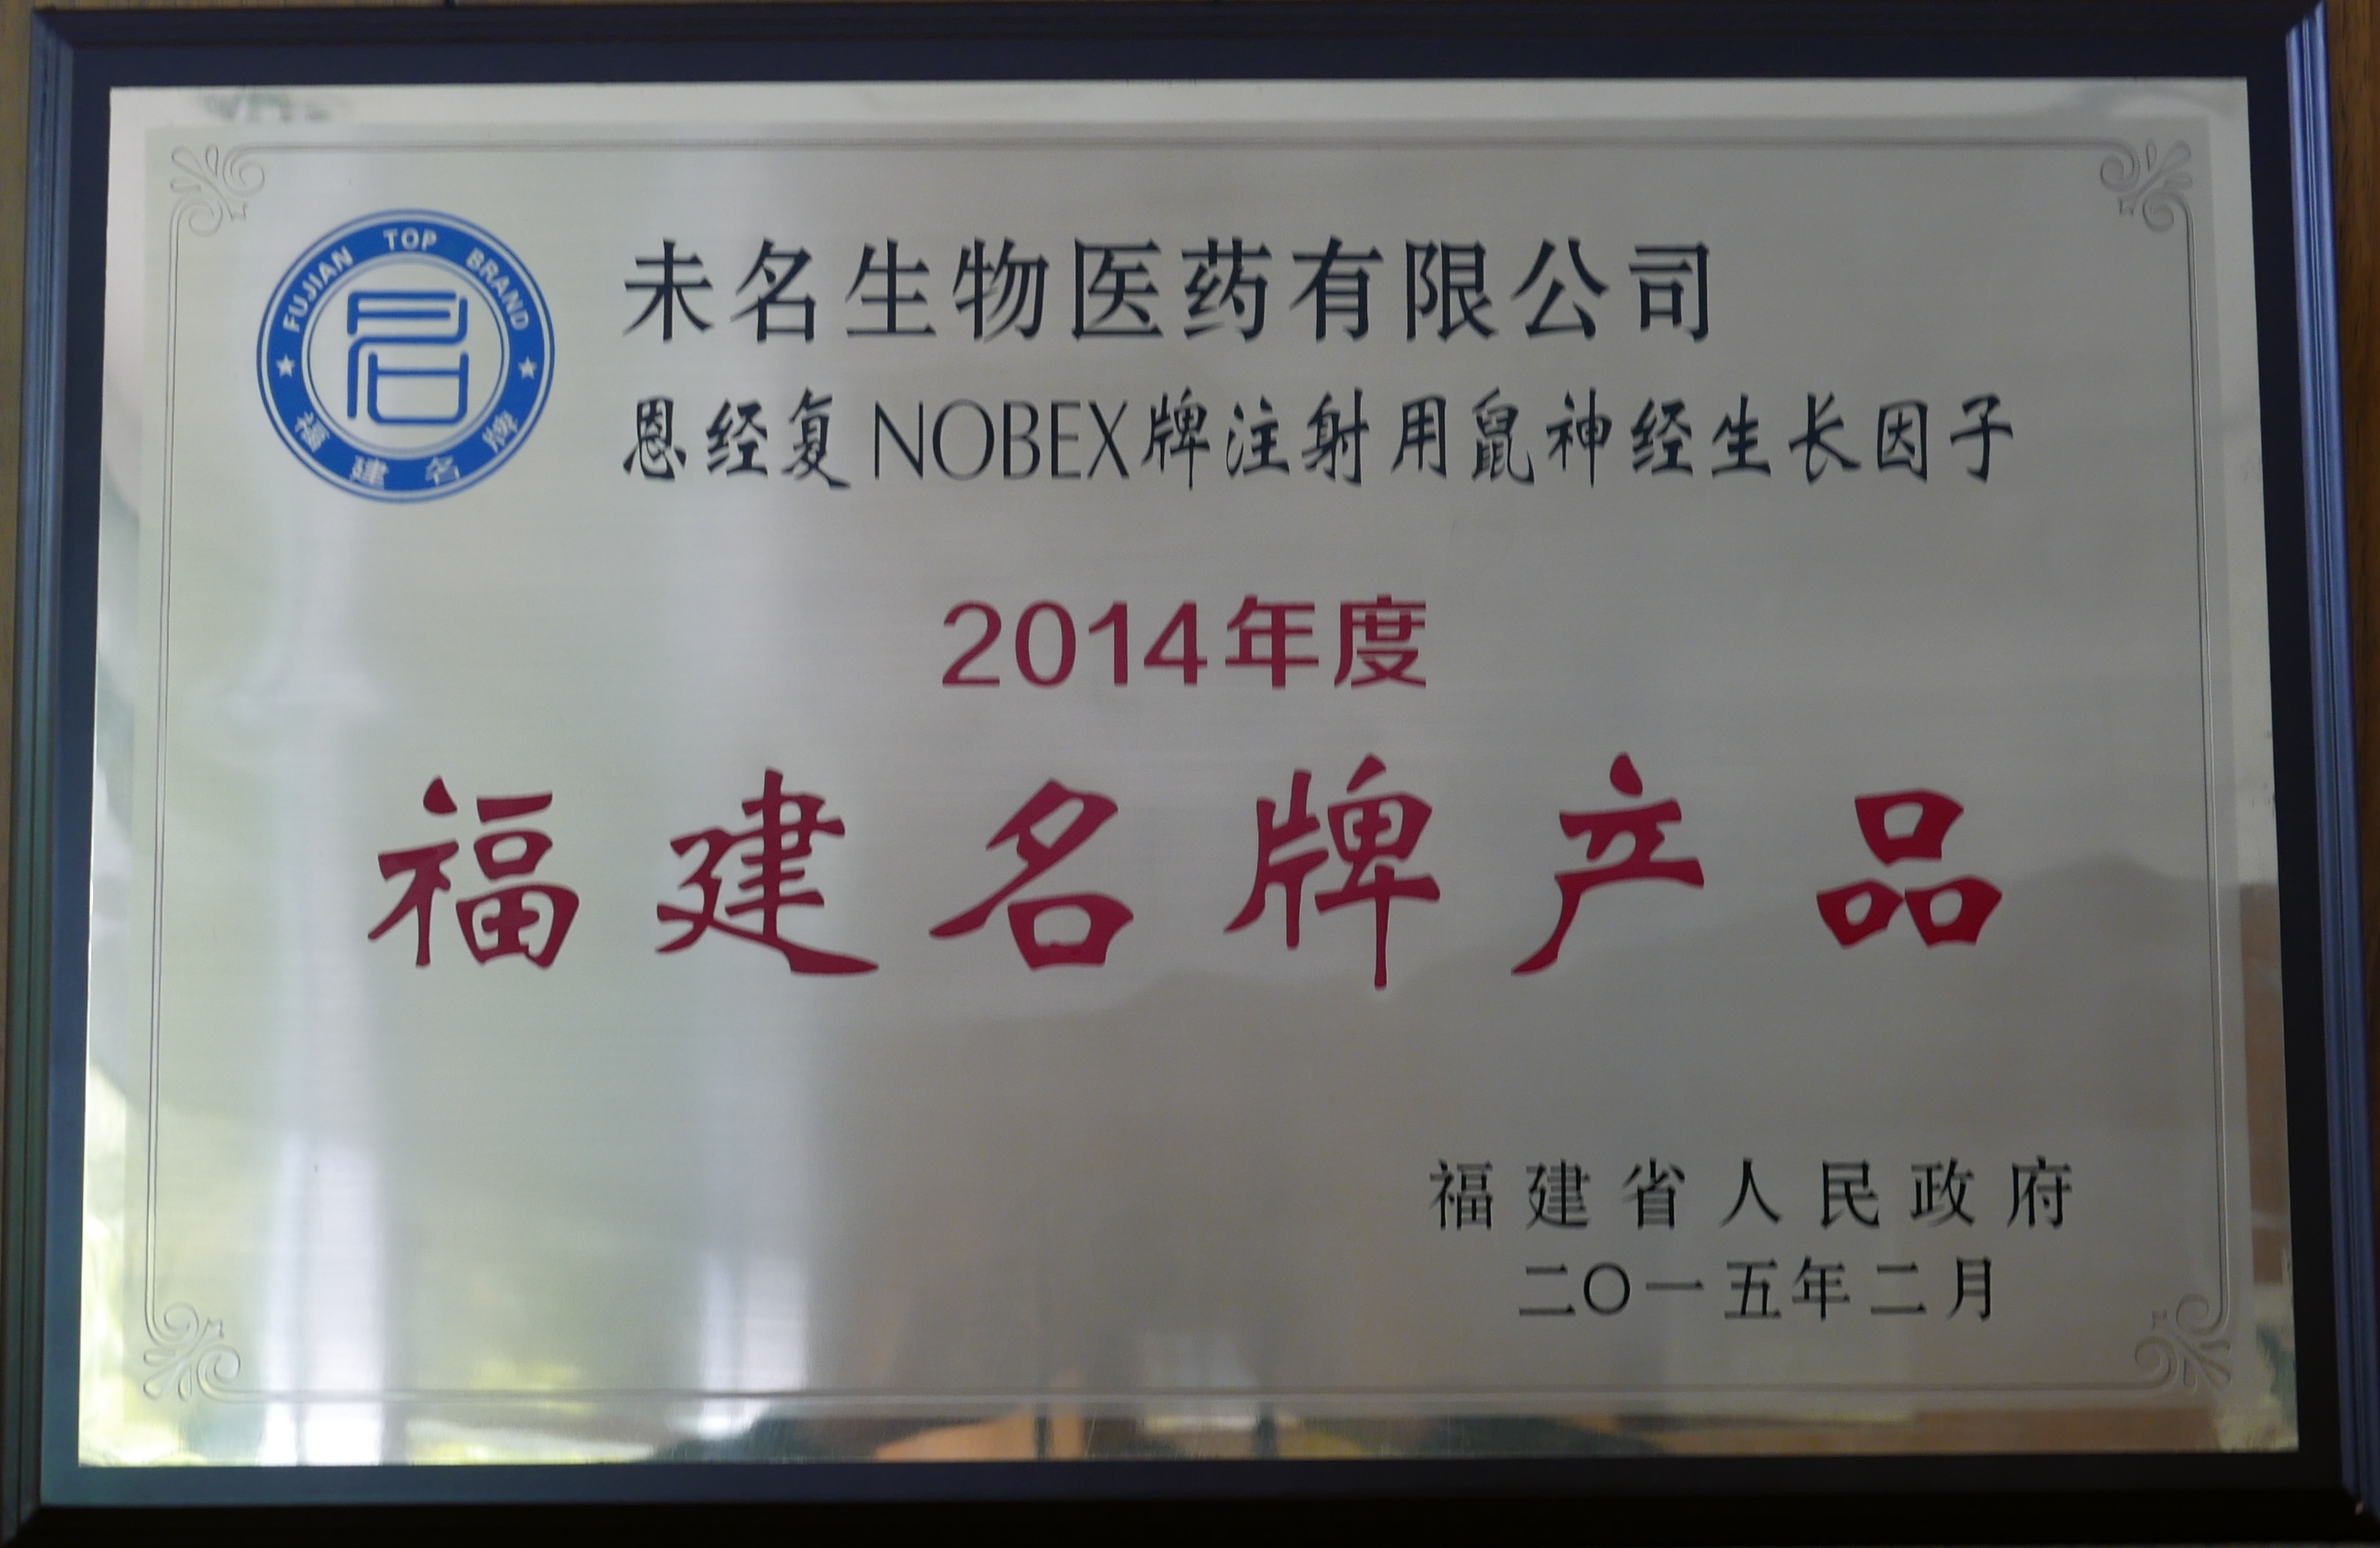 FUJIAN TOP BRAND
福建名牌
未名生物医药有限公司
恩经复NOBEX牌注射用鼠神经生长因子
2014年度
福建名牌产品
福建省人民政府
二〇一五年二月